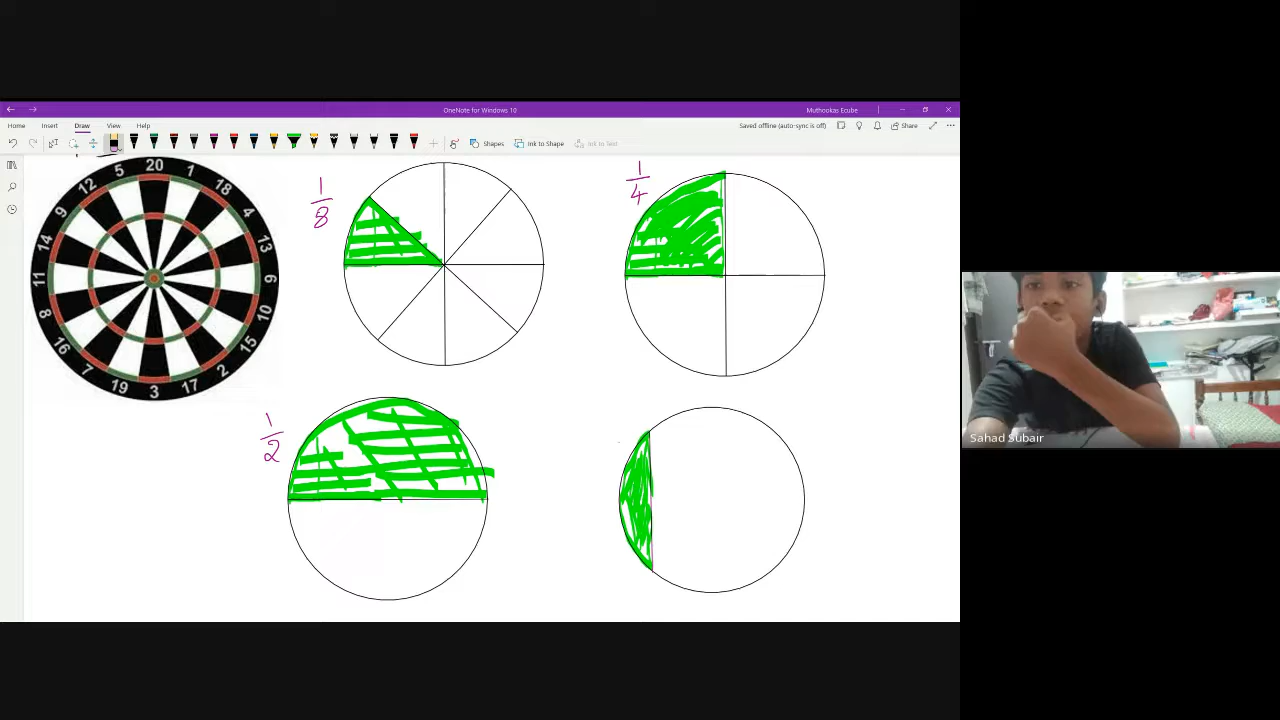 OneNote for Windows 10
Muthookas Ecube
Home Insert Draw View Help
Saved offline (auto-sync is off)
Share
Shapes
Ink to Shape
Ink to Text
20
1
18
4
13
6
10
15
2
17
3
19
7
16
8
11
14
9
12
5
1
8
1
4
1
2
Sahad Subair